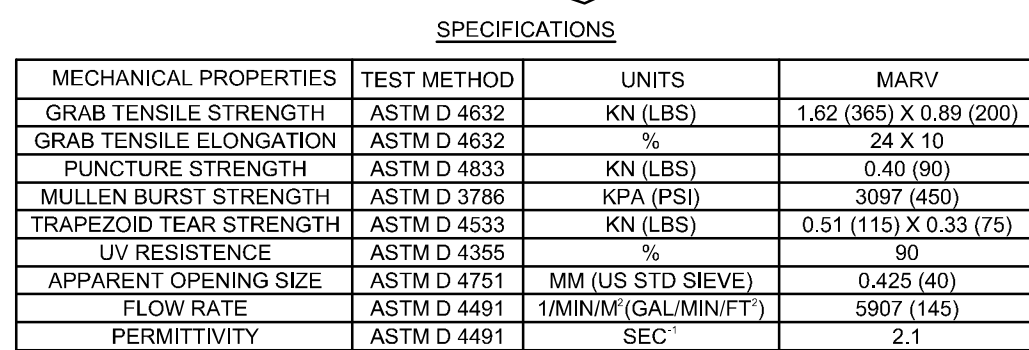 SPECIFICATIONS
MECHANICAL PROPERTIES TEST METHOD UNITS MARV
GRAB TENSILE STRENGTH ASTM D 4632 KN (LBS) 1.62 (365) X 0.89 (200)
GRAB TENSILE ELONGATION ASTM D 4632 % 24 X 10
PUNCTURE STRENGTH ASTM D 4833 KN (LBS) 0.40 (90)
MULLEN BURST STRENGTH ASTM D 3786 KPA (PSI) 3097 (450)
TRAPEZOID TEAR STRENGTH ASTM D 4533 KN (LBS) 0.51 (115) X 0.33 (75)
UV RESISTENCE ASTM D 4355 % 90
APPARENT OPENING SIZE ASTM D 4751 MM (US STD SIEVE) 0.425 (40)
FLOW RATE ASTM D 4491 1/MIN/M²(GAL/MIN/FT²) 5907 (145)
PERMITTIVITY ASTM D 4491 SEC⁻¹ 2.1